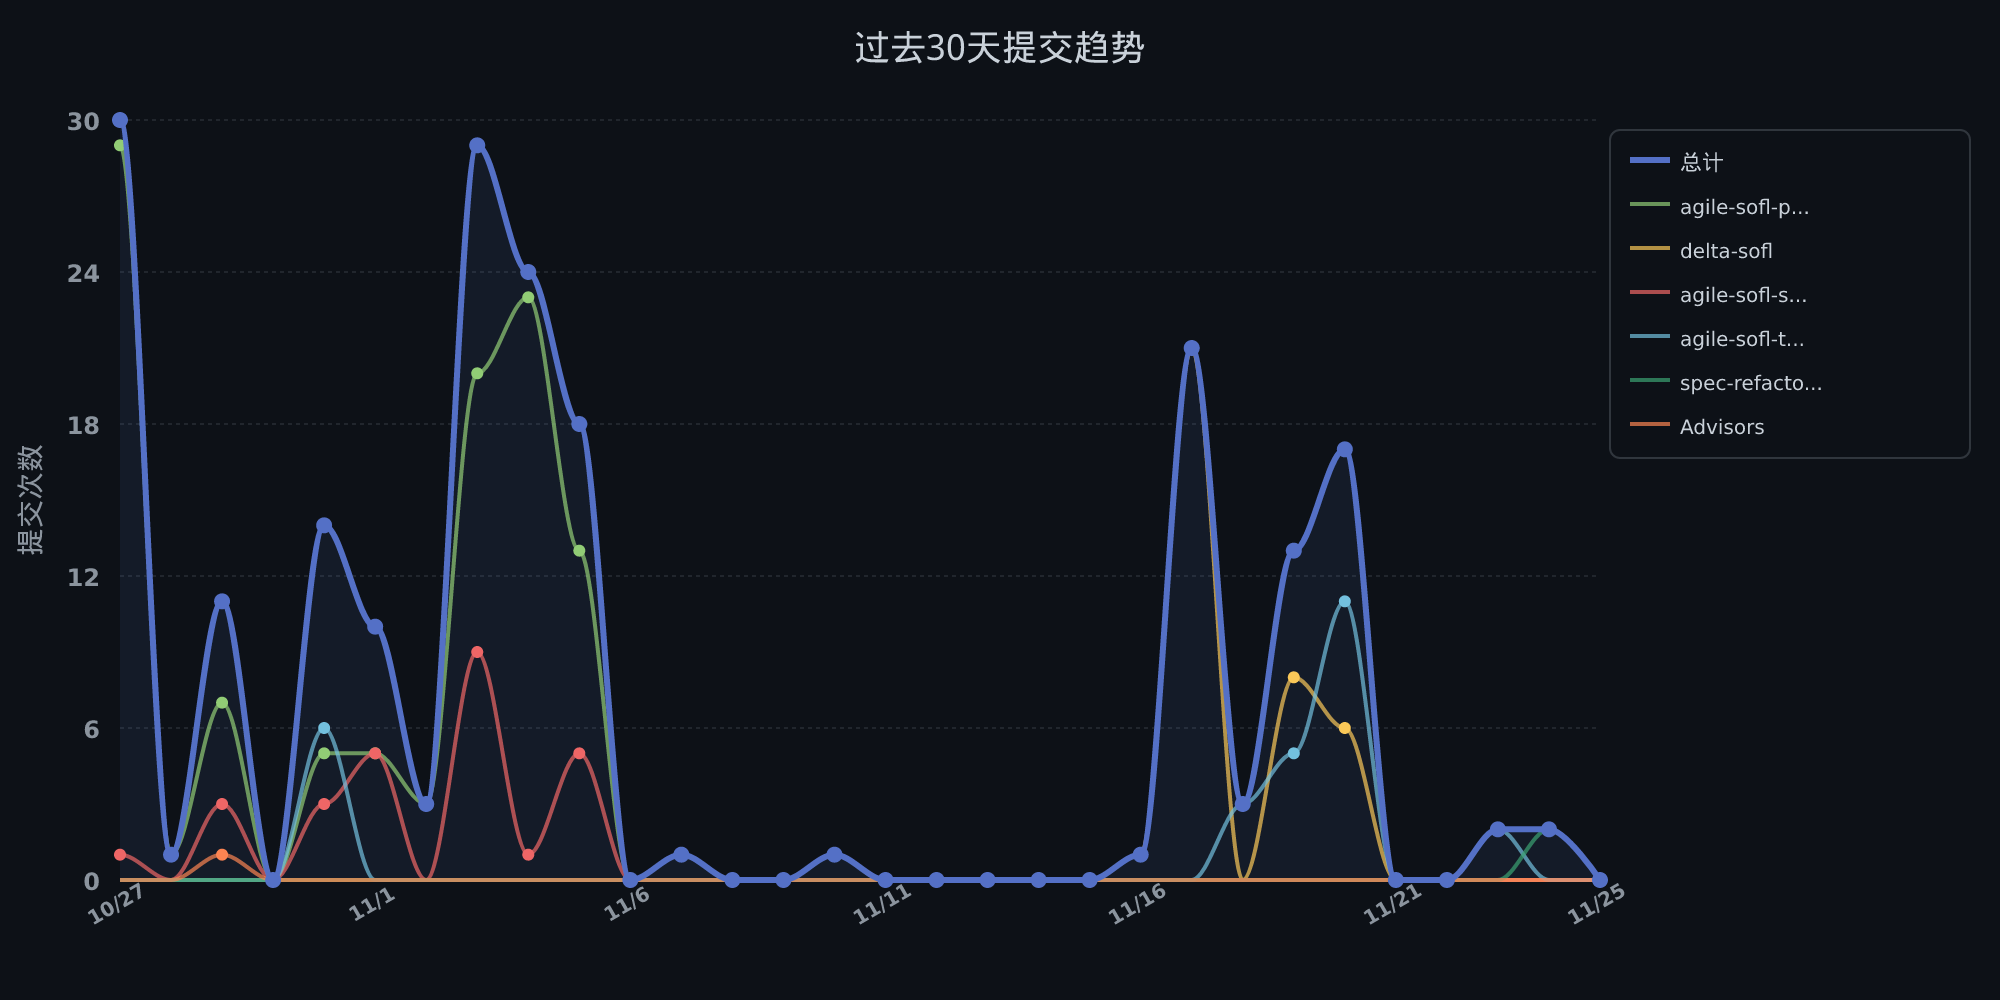 过去30天提交趋势
提交次数
30
24
18
12
6
0
10/27
11/1
11/6
11/11
11/16
11/21
11/25
总计
agile-sofl-p...
delta-sofl
agile-sofl-s...
agile-sofl-t...
spec-refacto...
Advisors